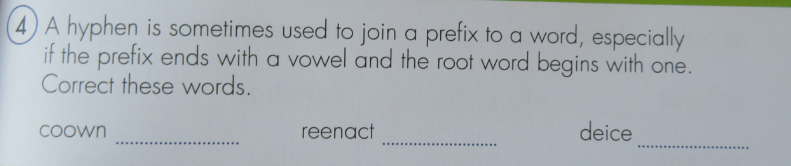 4 A hyphen is sometimes used to join a prefix to a word, especially
if the prefix ends with a vowel and the root word begins with one.
Correct these words.
coown ........................ reenact ........................ deice ........................